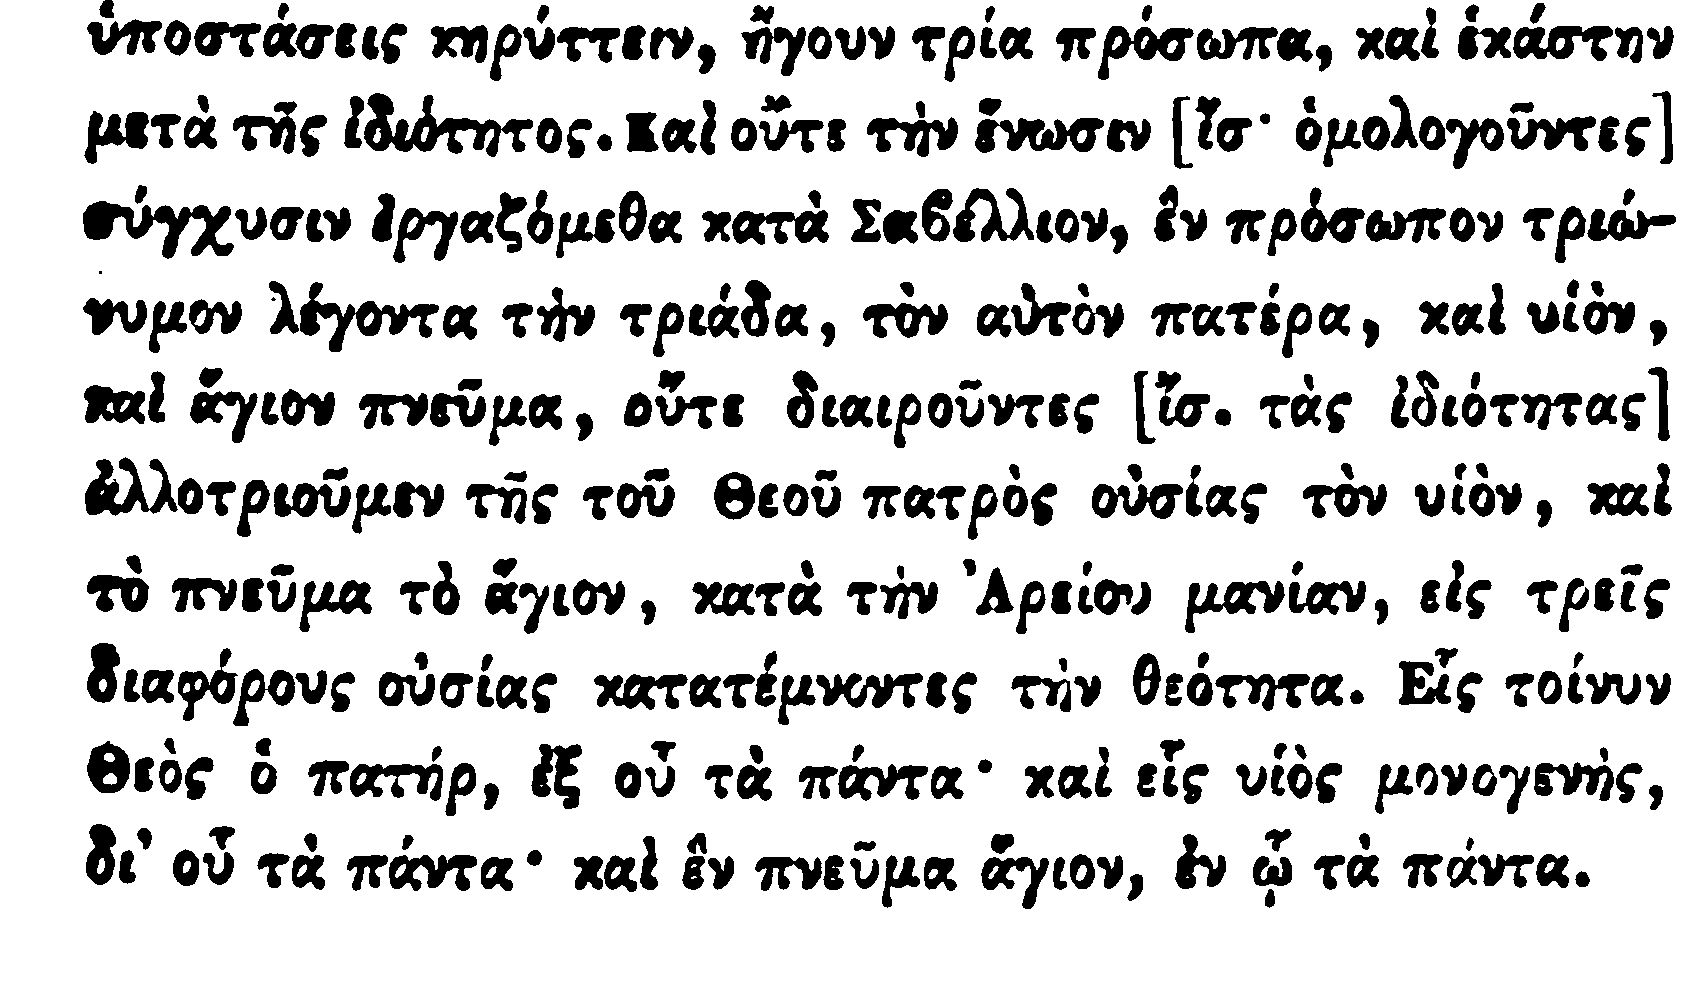 ὑποστάσεις κηρύττειν, ἤγουν τρία πρόσωπα, καὶ ἑκάστην
μετὰ τῆς ἰδιότητος. Καὶ οὔτε τὴν ἕνωσιν [ἴσ· ὁμολογοῦντες]
σύγχυσιν ἐργαζόμεθα κατὰ Σαβέλλιον, ἓν πρόσωπον τριώ-
νυμον λέγοντα τὴν τριάδα, τὸν αὐτὸν πατέρα, καὶ υἱὸν,
καὶ ἅγιον πνεῦμα, οὔτε διαιροῦντες [ἴσ. τὰς ἰδιότητας]
ἀλλοτριοῦμεν τῆς τοῦ Θεοῦ πατρὸς οὐσίας τὸν υἱὸν, καὶ
τὸ πνεῦμα τὸ ἅγιον, κατὰ τὴν Ἀρείου μανίαν, εἰς τρεῖς
διαφόρους οὐσίας κατατέμνοντες τὴν θεότητα. Εἷς τοίνυν
Θεὸς ὁ πατήρ, ἐξ οὗ τὰ πάντα· καὶ εἷς υἱὸς μονογενὴς,
δι' οὗ τὰ πάντα· καὶ ἓν πνεῦμα ἅγιον, ἐν ᾧ τὰ πάντα.